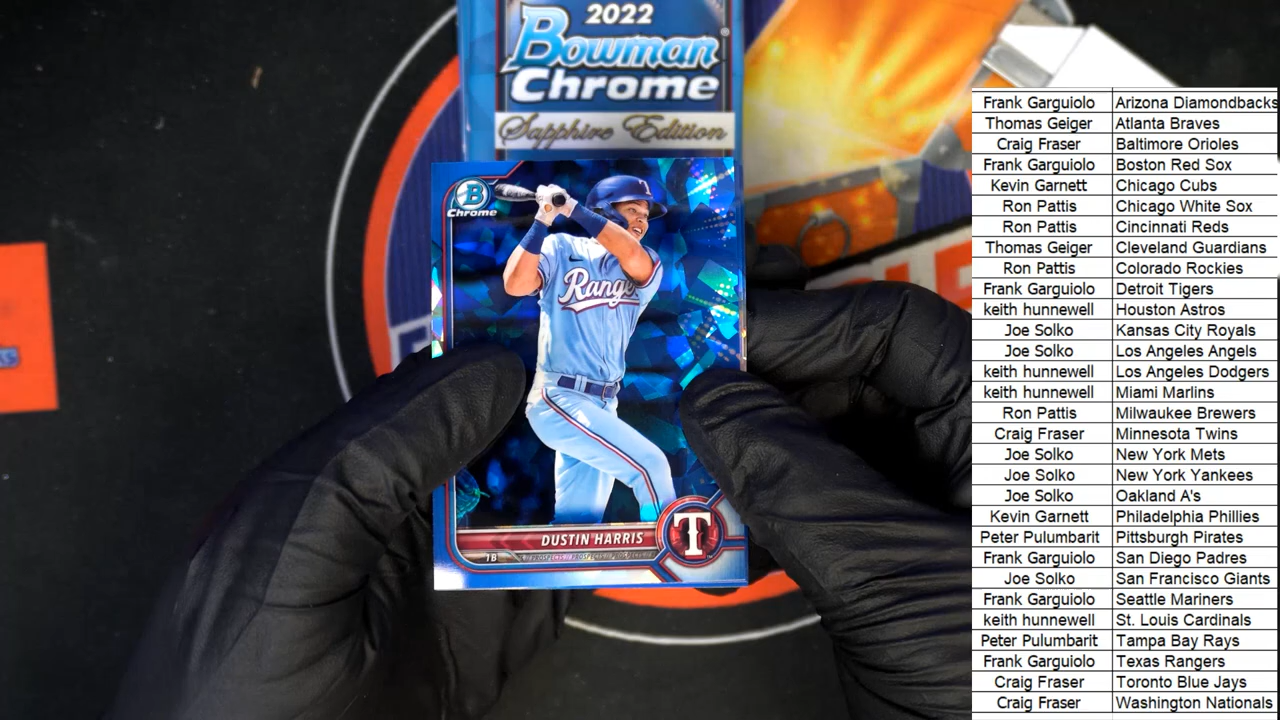 2022
Bowman
Chrome
Sapphire Edition
B
Chrome
Rangers
DUSTIN HARRIS
1B
PROSPECTS PROSPECTS PROSPECTS
T
Frank Garguiolo Arizona Diamondbacks
Thomas Geiger Atlanta Braves
Craig Fraser Baltimore Orioles
Frank Garguiolo Boston Red Sox
Kevin Garnett Chicago Cubs
Ron Pattis Chicago White Sox
Ron Pattis Cincinnati Reds
Thomas Geiger Cleveland Guardians
Ron Pattis Colorado Rockies
Frank Garguiolo Detroit Tigers
keith hunnewell Houston Astros
Joe Solko Kansas City Royals
Joe Solko Los Angeles Angels
keith hunnewell Los Angeles Dodgers
keith hunnewell Miami Marlins
Ron Pattis Milwaukee Brewers
Craig Fraser Minnesota Twins
Joe Solko New York Mets
Joe Solko New York Yankees
Joe Solko Oakland A's
Kevin Garnett Philadelphia Phillies
Peter Pulumbarit Pittsburgh Pirates
Frank Garguiolo San Diego Padres
Joe Solko San Francisco Giants
Frank Garguiolo Seattle Mariners
keith hunnewell St. Louis Cardinals
Peter Pulumbarit Tampa Bay Rays
Frank Garguiolo Texas Rangers
Craig Fraser Toronto Blue Jays
Craig Fraser Washington Nationals